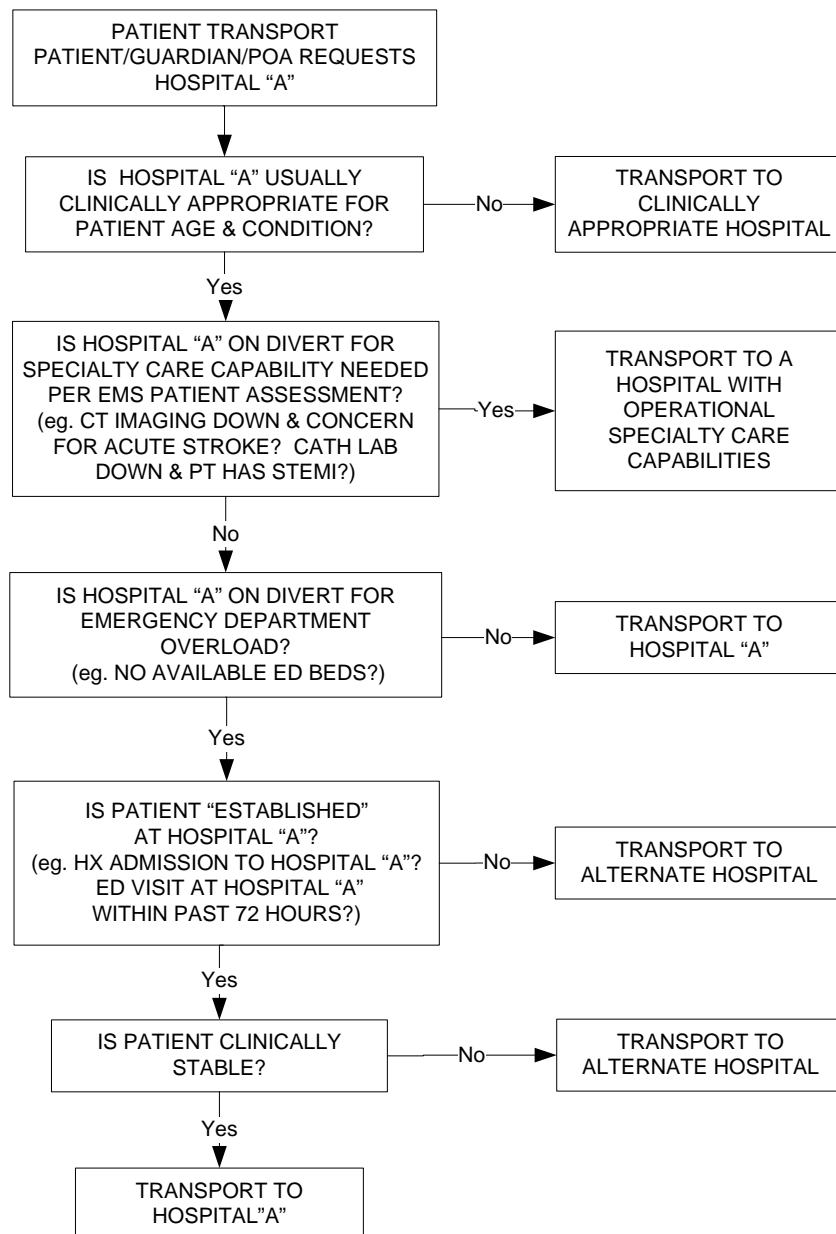 PATIENT TRANSPORT
PATIENT/GUARDIAN/POA REQUESTS
HOSPITAL “A”
IS HOSPITAL “A” USUALLY
CLINICALLY APPROPRIATE FOR
PATIENT AGE & CONDITION?
No
TRANSPORT TO
CLINICALLY
APPROPRIATE HOSPITAL
Yes
IS HOSPITAL “A” ON DIVERT FOR
SPECIALTY CARE CAPABILITY NEEDED
PER EMS PATIENT ASSESSMENT?
(eg. CT IMAGING DOWN & CONCERN
FOR ACUTE STROKE? CATH LAB
DOWN & PT HAS STEMI?)
Yes
TRANSPORT TO A
HOSPITAL WITH
OPERATIONAL
SPECIALTY CARE
CAPABILITIES
No
IS HOSPITAL “A” ON DIVERT FOR
EMERGENCY DEPARTMENT
OVERLOAD?
(eg. NO AVAILABLE ED BEDS?)
No
TRANSPORT TO
HOSPITAL “A”
Yes
IS PATIENT “ESTABLISHED”
AT HOSPITAL “A”?
(eg. HX ADMISSION TO HOSPITAL “A”?
ED VISIT AT HOSPITAL “A”
WITHIN PAST 72 HOURS?)
No
TRANSPORT TO
ALTERNATE HOSPITAL
Yes
IS PATIENT CLINICALLY
STABLE?
No
TRANSPORT TO
ALTERNATE HOSPITAL
Yes
TRANSPORT TO
HOSPITAL”A”